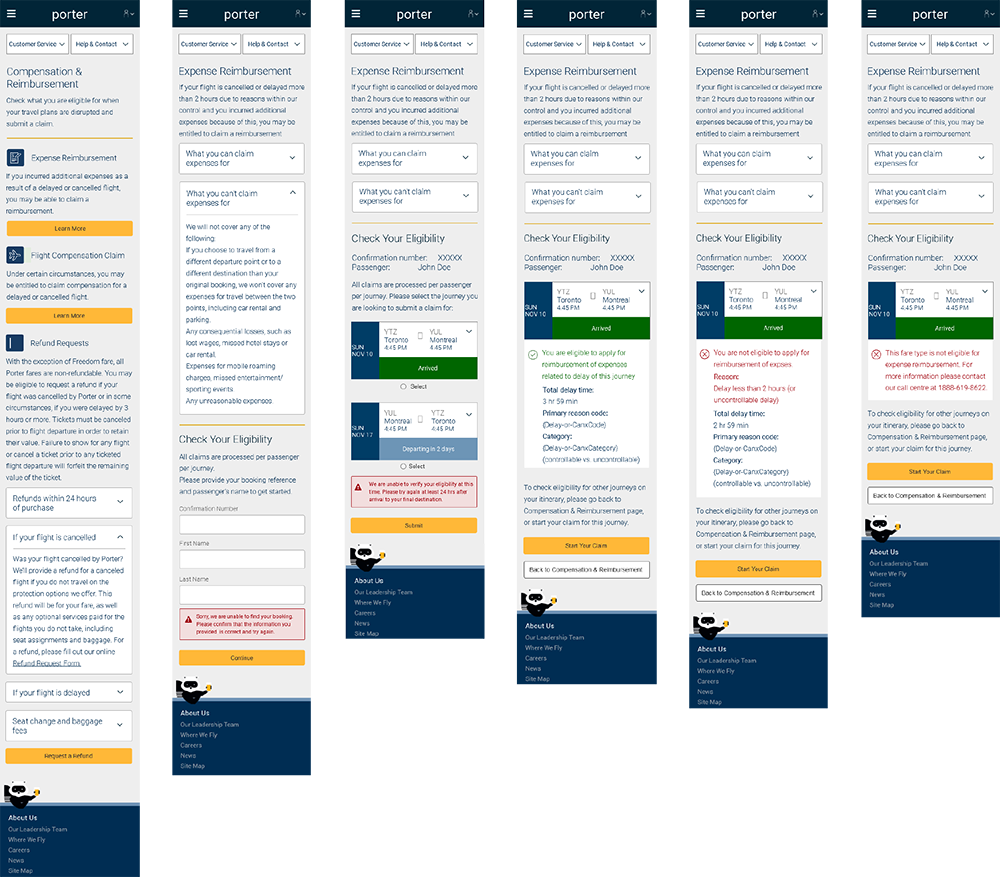 porter
Customer Service
Help & Contact
Compensation &
Reimbursement
Check what you are eligible for when
your travel plans are disrupted and
submit a claim.
Expense Reimbursement
If you incurred additional expenses as a
result of a delayed or cancelled flight,
you may be able to claim a
reimbursement.
Learn More
Flight Compensation Claim
Under certain circumstances, you may
be entitled to claim compensation for a
delayed or cancelled flight.
Learn More
Refund Requests
With the exception of Freedom fare, all
Porter fares are non-refundable. You may
be eligible to request a refund if your
flight was cancelled by Porter or in some
circumstances, if you were delayed by 3
hours or more. Tickets must be canceled
prior to flight departure in order to retain
their value. Failure to show for any flight
or cancel a ticket prior to any ticketed
flight departure will forfeit the remaining
value of the ticket.
Refunds within 24 hours
of purchase
If your flight is cancelled
Was your flight cancelled by Porter?
We'll provide a refund for a canceled
flight if you do not travel on the
protection options we offer. This
refund will be for your fare, as well
as any optional services paid for the
flights you do not take, including
seat assignments and baggage. For
a refund, please fill out our online
Refund Request Form.
If your flight is delayed
Seat change and baggage
fees
Request a Refund
About Us
Our Leadership Team
Where We Fly
Careers
News
Site Map
porter
Customer Service
Help & Contact
Expense Reimbursement
If your flight is cancelled or delayed more
than 2 hours due to reasons within our
control and you incurred additional
expenses because of this, you may be
entitled to claim a reimbursement
What you can claim
expenses for
What you can't claim
expenses for
We will not cover any of the
following:
If you choose to travel from a
different departure point or to a
different destination than your
original booking, we won't cover any
expenses for travel between the two
points, including car rental and
parking.
Any consequential losses, such as
lost wages, missed hotel stays or
car rental.
Expenses for mobile roaming
charges, missed entertainment/
sporting events.
Any unreasonable expenses.
Check Your Eligibility
All claims are processed per passenger
per journey.
Please provide your booking reference
and passenger's name to get started.
Confirmation Number
First Name
Last Name
Sorry, we are unable to find your booking.
Please confirm that the information you
provided is correct and try again.
Continue
About Us
Our Leadership Team
Where We Fly
Careers
News
Site Map
porter
Customer Service
Help & Contact
Expense Reimbursement
If your flight is cancelled or delayed more
than 2 hours due to reasons within our
control and you incurred additional
expenses because of this, you may be
entitled to claim a reimbursement
What you can claim
expenses for
What you can't claim
expenses for
Check Your Eligibility
Confirmation number: XXXXX
Passenger: John Doe
All claims are processed per passenger
per journey. Please select the journey you
are looking to submit a claim for:
SUN
NOV 10
YTZ
Toronto
4:45 PM
YUL
Montreal
4:45 PM
Arrived
Select
SUN
NOV 17
YUL
Montreal
4:45 PM
YTZ
Toronto
4:45 PM
Departing in 2 days
Select
We are unable to verify your eligibility at this
time. Please try again at least 24 hrs after
arrival to your final destination.
Submit
About Us
Our Leadership Team
Where We Fly
Careers
News
Site Map
porter
Customer Service
Help & Contact
Expense Reimbursement
If your flight is cancelled or delayed more
than 2 hours due to reasons within our
control and you incurred additional
expenses because of this, you may be
entitled to claim a reimbursement
What you can claim
expenses for
What you can't claim
expenses for
Check Your Eligibility
Confirmation number: XXXXX
Passenger: John Doe
SUN
NOV 10
YTZ
Toronto
4:45 PM
YUL
Montreal
4:45 PM
Arrived
You are eligible to apply for
reimbursement of expenses
related to delay of this journey
Total delay time:
3 hr 59 min
Primary reason code:
(Delay-or-CanxCode)
Category:
(Delay-or-CanxCategory)
(controllable vs. uncontrollable)
To check eligibility for other journeys on
your itinerary, please go back to
Compensation & Reimbursement page,
or start your claim for this journey.
Start Your Claim
Back to Compensation & Reimbursement
About Us
Our Leadership Team
Where We Fly
Careers
News
Site Map
porter
Customer Service
Help & Contact
Expense Reimbursement
If your flight is cancelled or delayed more
than 2 hours due to reasons within our
control and you incurred additional
expenses because of this, you may be
entitled to claim a reimbursement
What you can claim
expenses for
What you can't claim
expenses for
Check Your Eligibility
Confirmation number: XXXXX
Passenger: John Doe
SUN
NOV 10
YTZ
Toronto
4:45 PM
YUL
Montreal
4:45 PM
Arrived
You are not eligible to apply for
reimbursement of expses.
Reason:
Delay less than 2 hours (or
uncontrollable delay)
Total delay time:
2 hr 59 min
Primary reason code:
(Delay-or-CanxCode)
Category:
(Delay-or-CanxCategory)
(controllable vs. uncontrollable)
To check eligibility for other journeys on
your itinerary, please go back to
Compensation & Reimbursement page,
or start your claim for this journey.
Start Your Claim
Back to Compensation & Reimbursement
About Us
Our Leadership Team
Where We Fly
Careers
News
Site Map
porter
Customer Service
Help & Contact
Expense Reimbursement
If your flight is cancelled or delayed more
than 2 hours due to reasons within our
control and you incurred additional
expenses because of this, you may be
entitled to claim a reimbursement
What you can claim
expenses for
What you can't claim
expenses for
Check Your Eligibility
Confirmation number: XXXXX
Passenger: John Doe
SUN
NOV 10
YTZ
Toronto
4:45 PM
YUL
Montreal
4:45 PM
Arrived
This fare type is not eligible for
expense reimbursement. For
more information please contact
our call centre at 1888-619-8622.
To check eligibility for other journeys on
your itinerary, please go back to
Compensation & Reimbursement page.
Start Your Claim
Back to Compensation & Reimbursement
About Us
Our Leadership Team
Where We Fly
Careers
News
Site Map